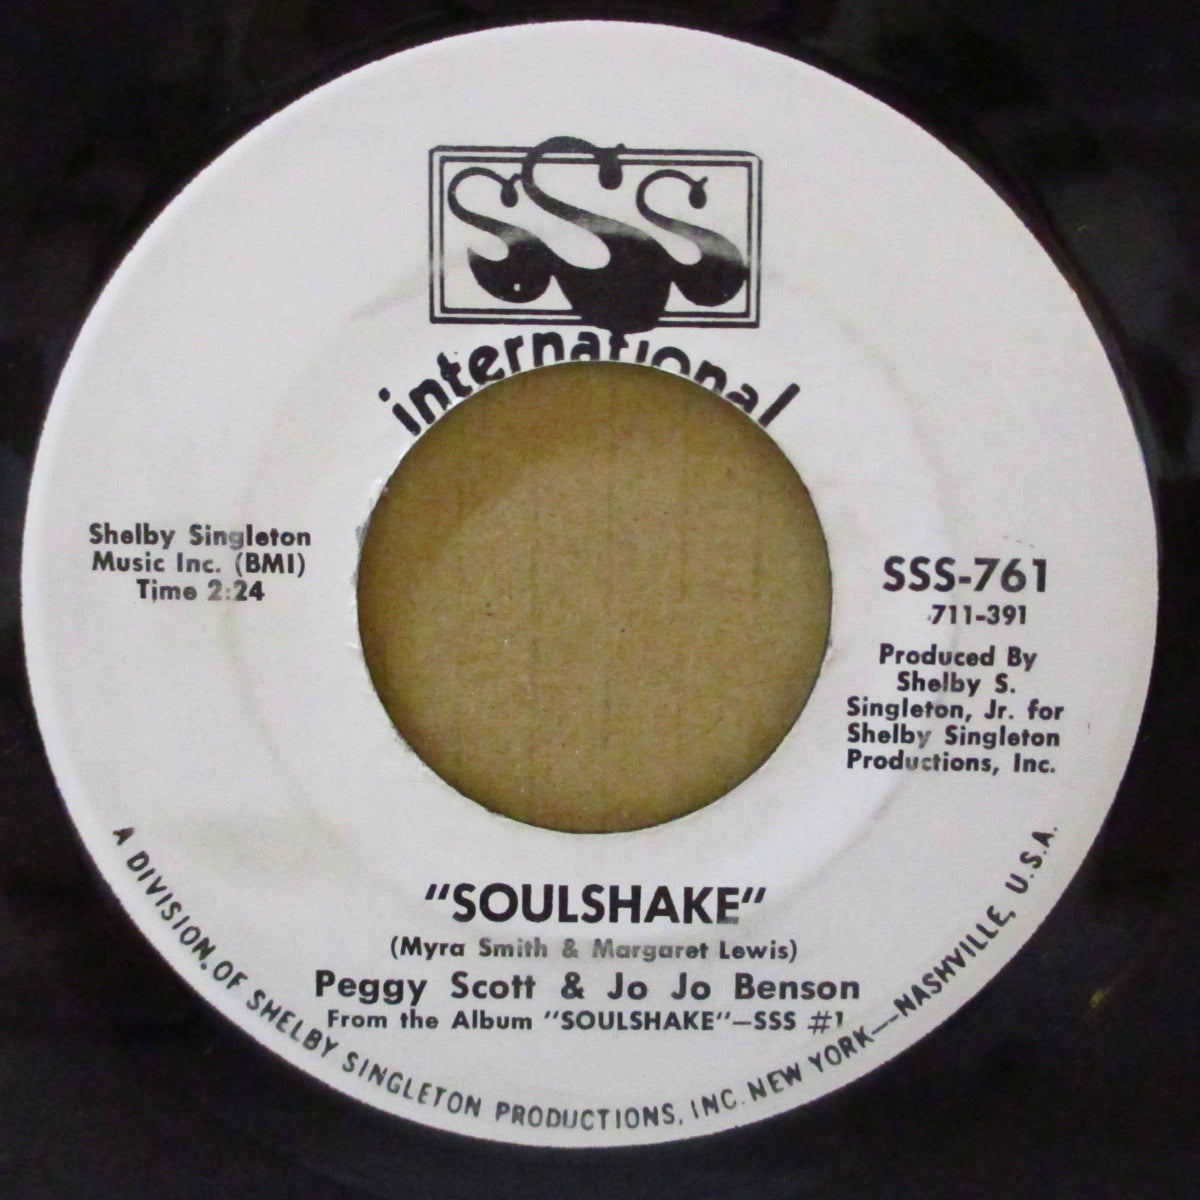 SSS
international
Shelby Singleton
Music Inc. (BMI)
Time 2:24
SSS-761
711-391
Produced By
Shelby S.
Singleton, Jr. for
Shelby Singleton
Productions, Inc.
"SOULSHAKE"
(Myra Smith & Margaret Lewis)
Peggy Scott & Jo Jo Benson
From the Album "SOULSHAKE"—SSS #1
A DIVISION OF SHELBY SINGLETON PRODUCTIONS, INC. NEW YORK—NASHVILLE, U.S.A.